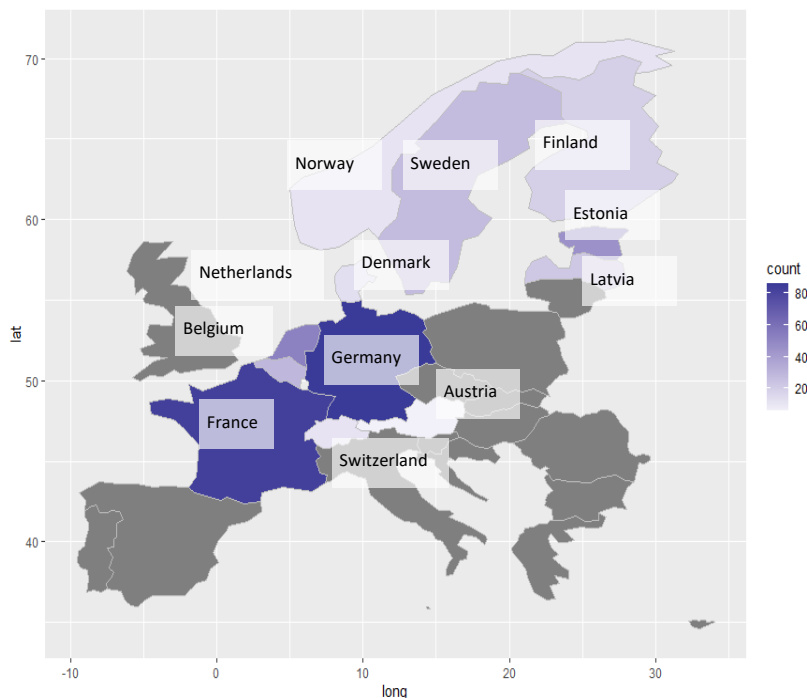 70
60
50
40
lat
Norway
Sweden
Finland
Estonia
Netherlands
Denmark
Latvia
Belgium
Germany
Austria
France
Switzerland
count
80
60
40
20
-10
0
10
20
30
long